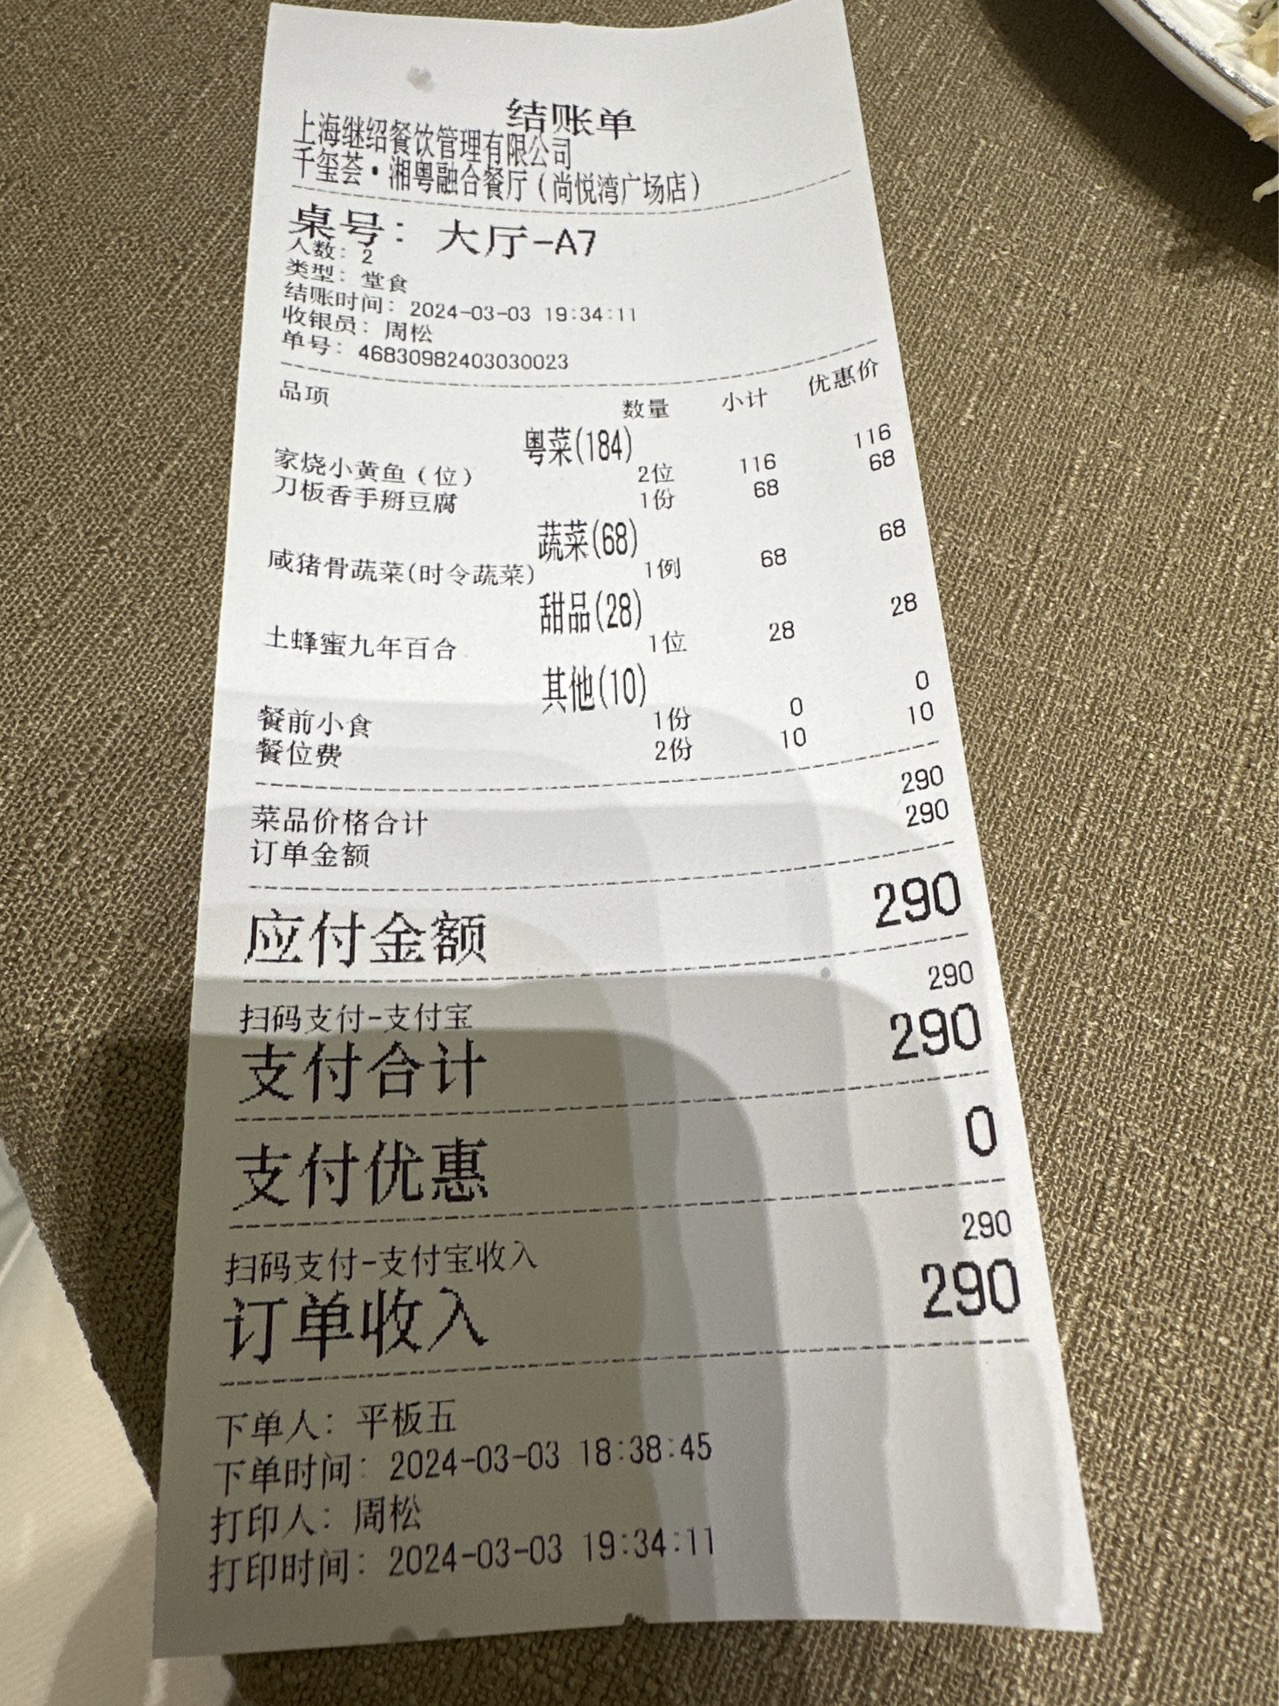 结账单
上海继绍餐饮管理有限公司
千玺荟·湘粤融合餐厅(尚悦湾广场店)
桌号: 大厅-A7
人数: 2
类型: 堂食
结账时间: 2024-03-03 19:34:11
收银员: 周松
单号: 46830982403030023
品项 数量 小计 优惠价
粤菜(184)
家烧小黄鱼(位) 2位 116 116
刀板香手掰豆腐 1份 68 68
蔬菜(68)
咸猪骨蔬菜(时令蔬菜) 1例 68 68
甜品(28)
土蜂蜜九年百合 1位 28 28
其他(10)
餐前小食 1份 0 0
餐位费 2份 10 10
菜品价格合计 290
订单金额 290
应付金额 290
扫码支付-支付宝 290
支付合计 290
支付优惠 0
扫码支付-支付宝收入 290
订单收入 290
下单人: 平板五
下单时间: 2024-03-03 18:38:45
打印人: 周松
打印时间: 2024-03-03 19:34:11